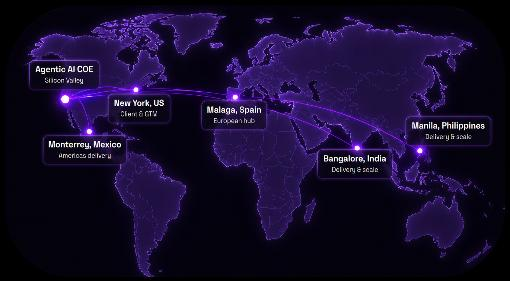 Agentic AI COE
Silicon Valley
New York, US
Client & GTM
Monterrey, Mexico
Americas delivery
Malaga, Spain
European hub
Bangalore, India
Delivery & scale
Manila, Philippines
Delivery & scale